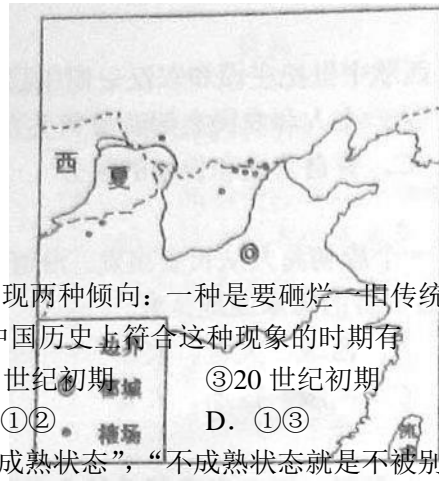 西
夏
现两种倾向：一种是要砸烂一旧传统
中国历史上符合这种现象的时期有
边界
世纪初期 ③20 世纪初期
都城
①② D．①③
榷场
成熟状态”，“不成熟状态就是不被别